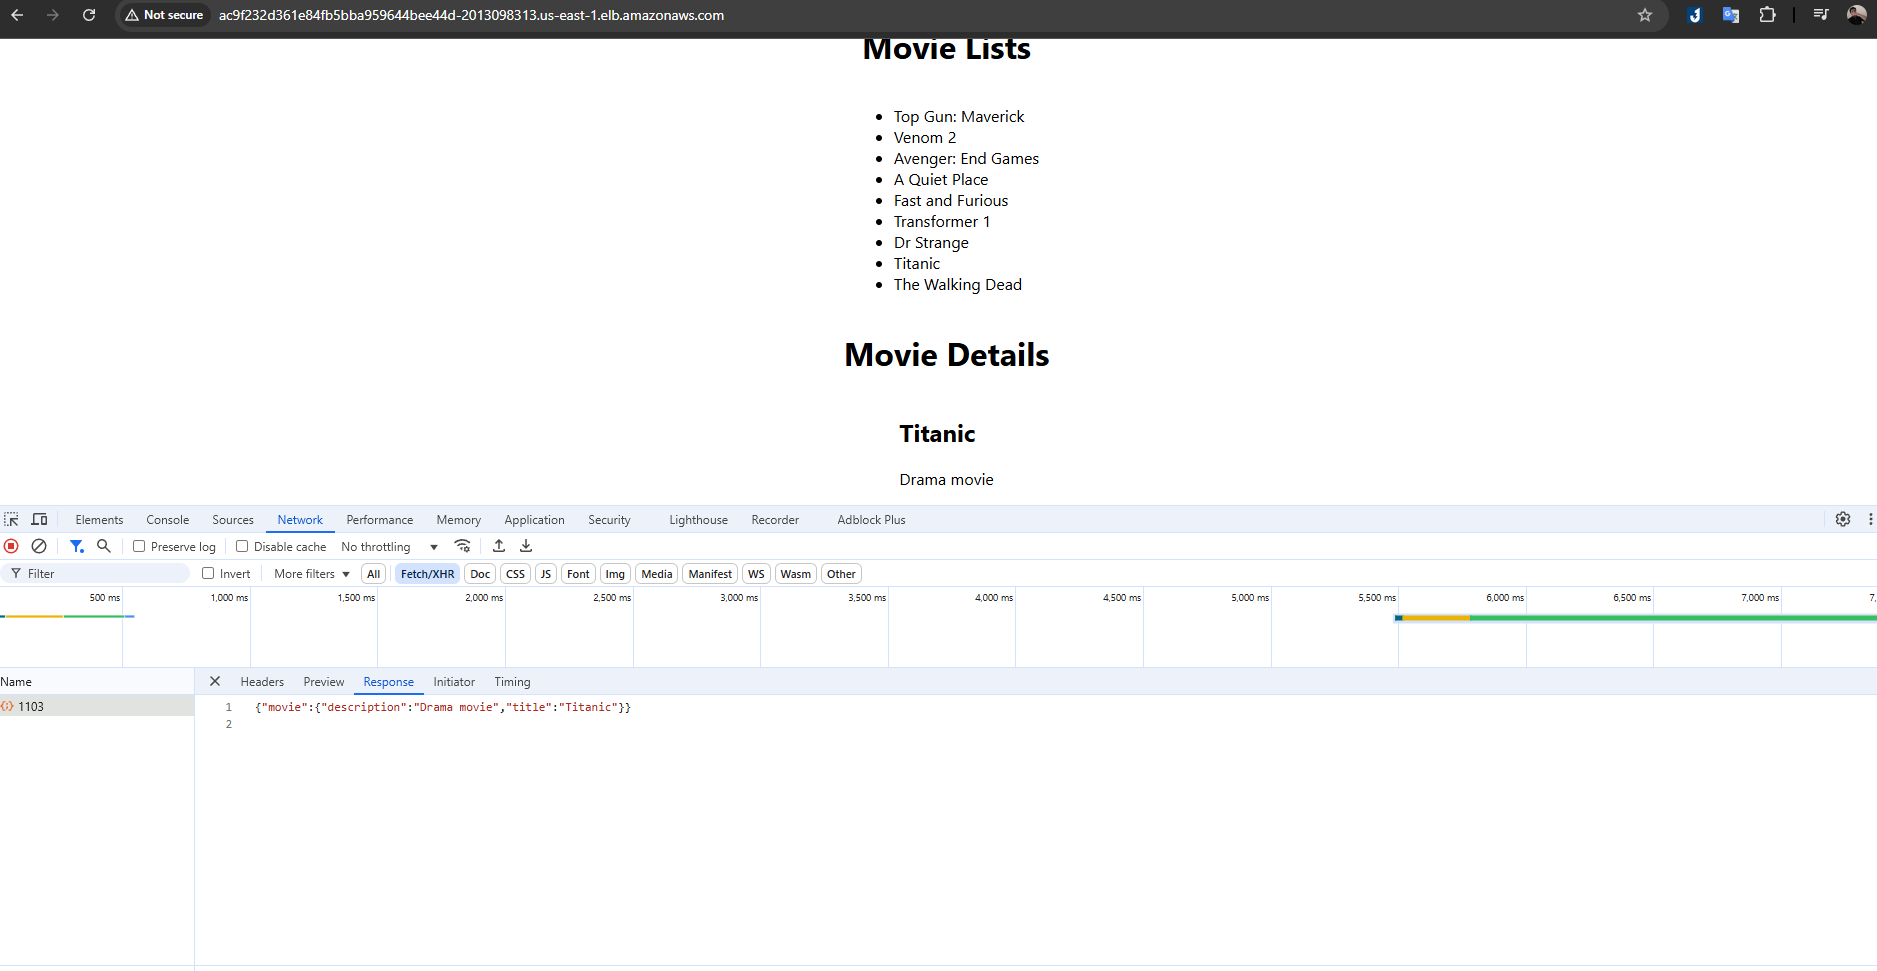 Not secure ac9f232d361e84fb5bba959644bee44d-2013098313.us-east-1.elb.amazonaws.com
Movie Lists
Top Gun: Maverick
Venom 2
Avenger: End Games
A Quiet Place
Fast and Furious
Transformer 1
Dr Strange
Titanic
The Walking Dead
Movie Details
Titanic
Drama movie
Elements Console Sources Network Performance Memory Application Security Lighthouse Recorder Adblock Plus
Preserve log Disable cache No throttling
Filter Invert More filters All Fetch/XHR Doc CSS JS Font Img Media Manifest WS Wasm Other
500 ms 1,000 ms 1,500 ms 2,000 ms 2,500 ms 3,000 ms 3,500 ms 4,000 ms 4,500 ms 5,000 ms 5,500 ms 6,000 ms 6,500 ms 7,000 ms 7,
Name Headers Preview Response Initiator Timing
1103 1 {"movie":{"description":"Drama movie","title":"Titanic"}}
2